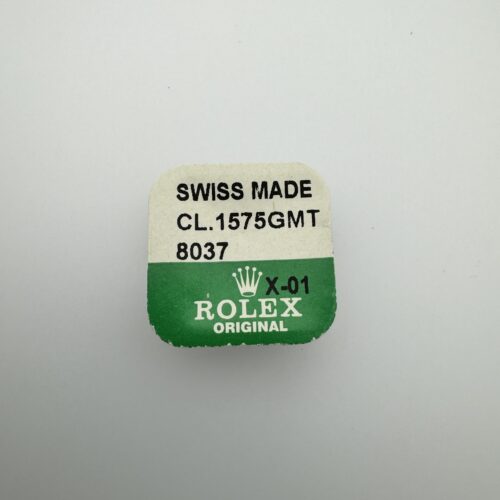 SWISS MADE
CL.1575GMT
8037
X-01
ROLEX
ORIGINAL